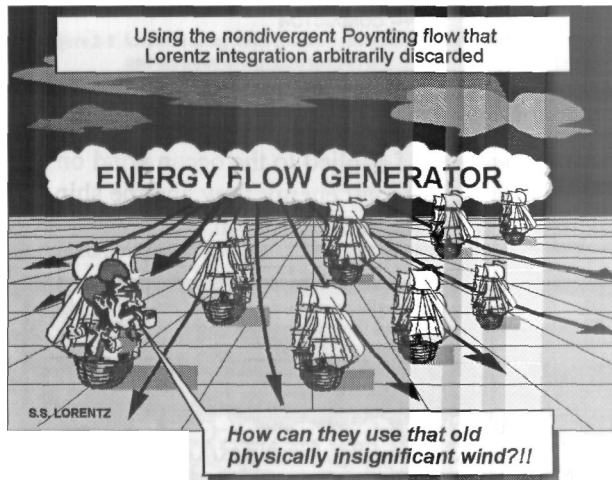 Using the nondivergent Poynting flow that
Lorentz integration arbitrarily discarded
ENERGY FLOW GENERATOR
S.S. LORENTZ
How can they use that old
physically insignificant wind?!!